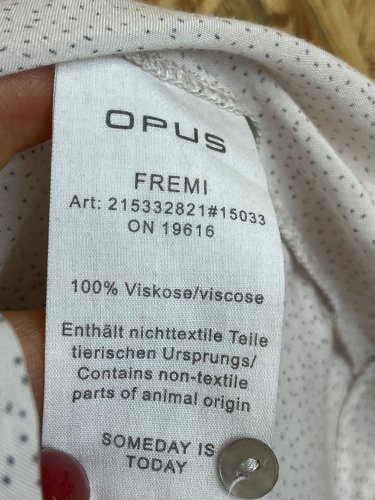 OPUS
FREMI
Art: 215332821#15033
ON 19616
100% Viskose/viscose
Enthält nichttextile Teile
tierischen Ursprungs/
Contains non-textile
parts of animal origin
SOMEDAY IS
TODAY